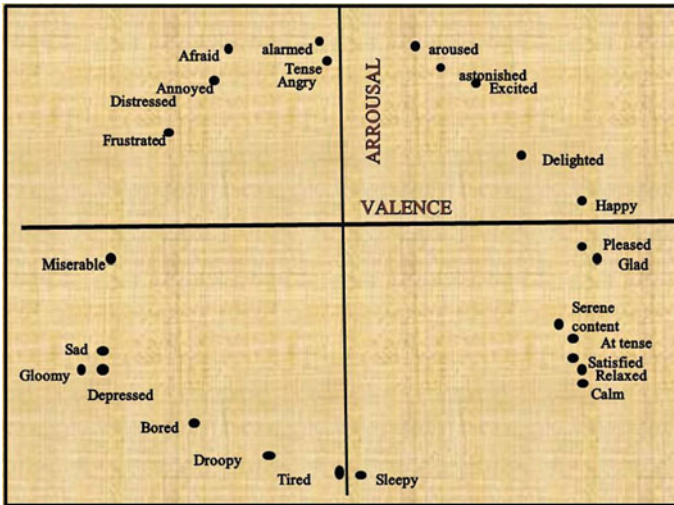 alarmed
aroused
Afraid
Tense
astonished
Annoyed
Angry
Excited
Distressed
ARROUSAL
Frustrated
Delighted
VALENCE
Happy
Pleased
Miserable
Glad
Serene
content
At tense
Sad
Satisfied
Gloomy
Relaxed
Depressed
Calm
Bored
Droopy
Tired
Sleepy